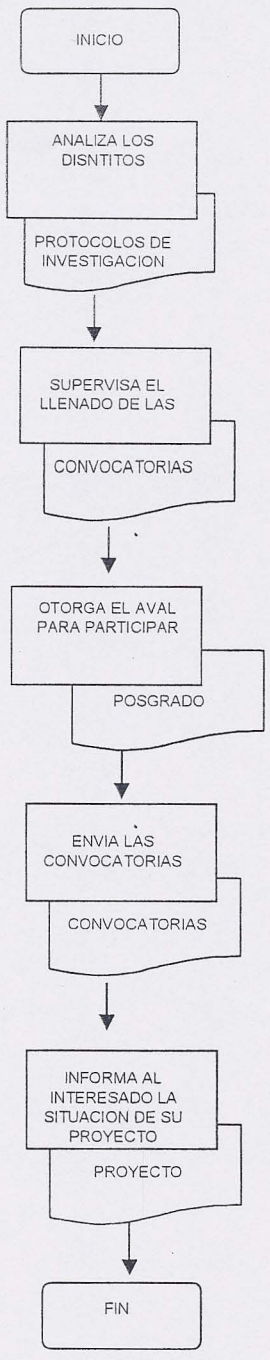 INICIO
ANALIZA LOS
DISNTITOS
PROTOCOLOS DE
INVESTIGACION
SUPERVISA EL
LLENADO DE LAS
CONVOCATORIAS
OTORGA EL AVAL
PARA PARTICIPAR
POSGRADO
ENVIA LAS
CONVOCATORIAS
CONVOCATORIAS
INFORMA AL
INTERESADO LA
SITUACION DE SU
PROYECTO
PROYECTO
FIN